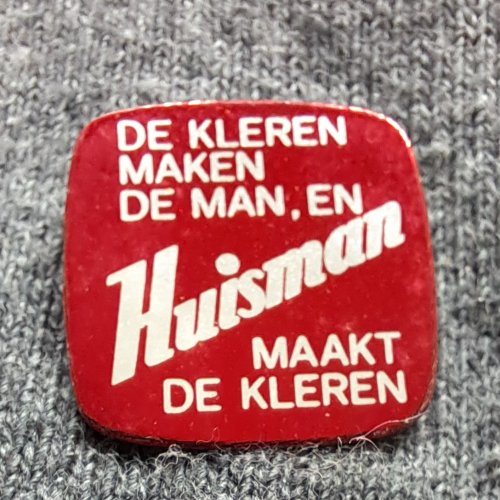 DE KLEREN
MAKEN
DE MAN, EN
Huisman
MAAKT
DE KLEREN